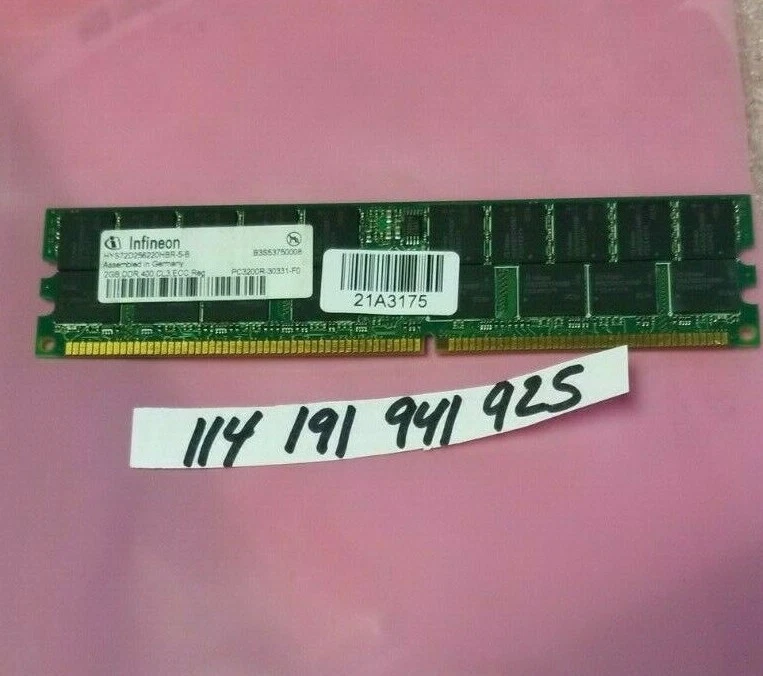 Infineon
HYS72D256220HBR-5-B B3S53750008
Assembled in Germany
2GB,DDR,400,CL3,ECC,Reg PC3200R-30331-F0
21A3175
114 191 941 925